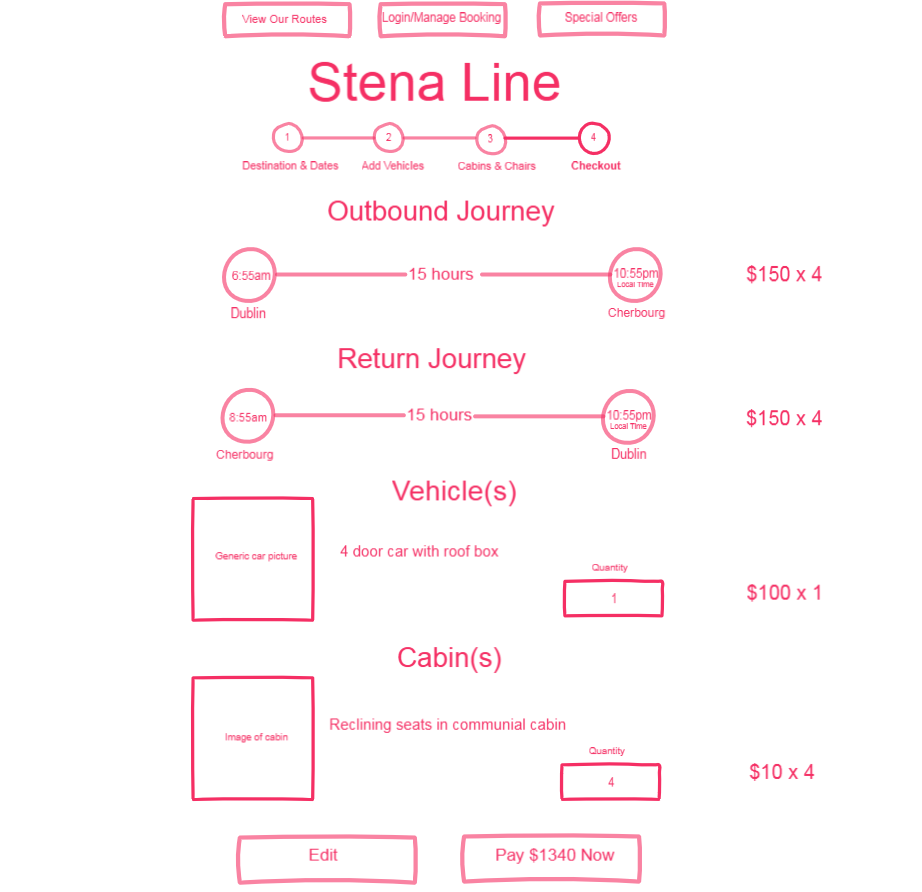 View Our Routes
Login/Manage Booking
Special Offers
Stena Line
1
2
3
4
Destination & Dates
Add Vehicles
Cabins & Chairs
Checkout
Outbound Journey
6:55am
15 hours
10:55pm
Local Time
$150 x 4
Dublin
Cherbourg
Return Journey
8:55am
15 hours
10:55pm
Local Time
$150 x 4
Cherbourg
Dublin
Vehicle(s)
Generic car picture
4 door car with roof box
Quantity
1
$100 x 1
Cabin(s)
Image of cabin
Reclining seats in communial cabin
Quantity
4
$10 x 4
Edit
Pay $1340 Now